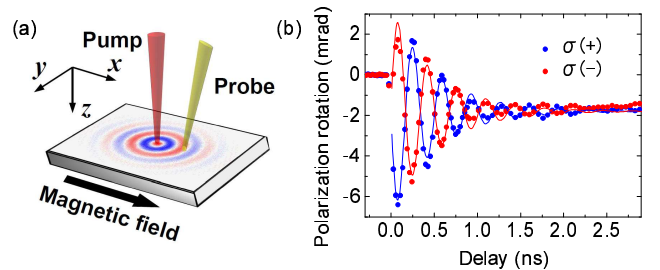 (a)
Pump
Probe
x
y
z
Magnetic field
(b)
Polarization rotation (mrad)
2
0
-2
-4
-6
σ(+)
σ(−)
0.0 0.5 1.0 1.5 2.0 2.5
Delay (ns)